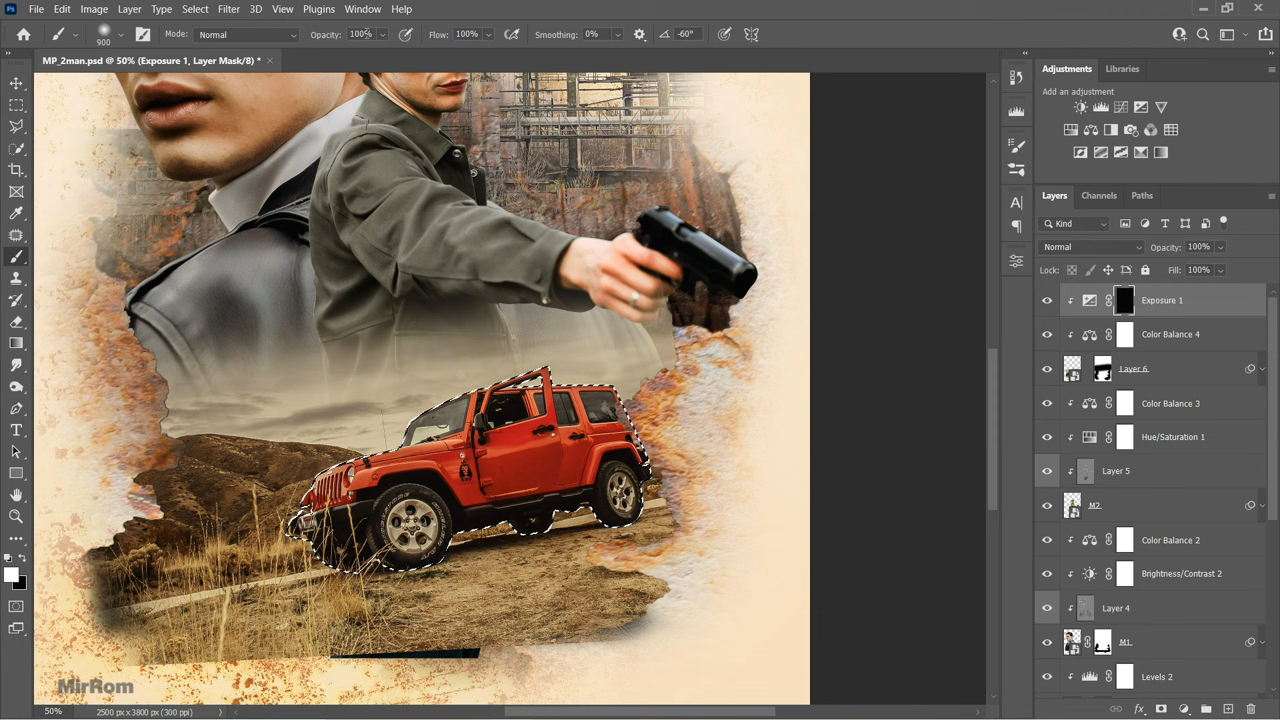 Ps File Edit Image Layer Type Select Filter 3D View Plugins Window Help
900 Mode: Normal Opacity: 100% Flow: 100% Smoothing: 0% -60°
MP_2man.psd @ 50% (Exposure 1, Layer Mask/8) *
Adjustments Libraries
Add an adjustment
Layers Channels Paths
Kind
Normal Opacity: 100%
Lock: Fill: 100%
Exposure 1
Color Balance 4
Layer 6
Color Balance 3
Hue/Saturation 1
Layer 5
M2
Color Balance 2
Brightness/Contrast 2
Layer 4
M1
Levels 2
MirRom
50% 2500 px x 3800 px (300 ppi)
fx